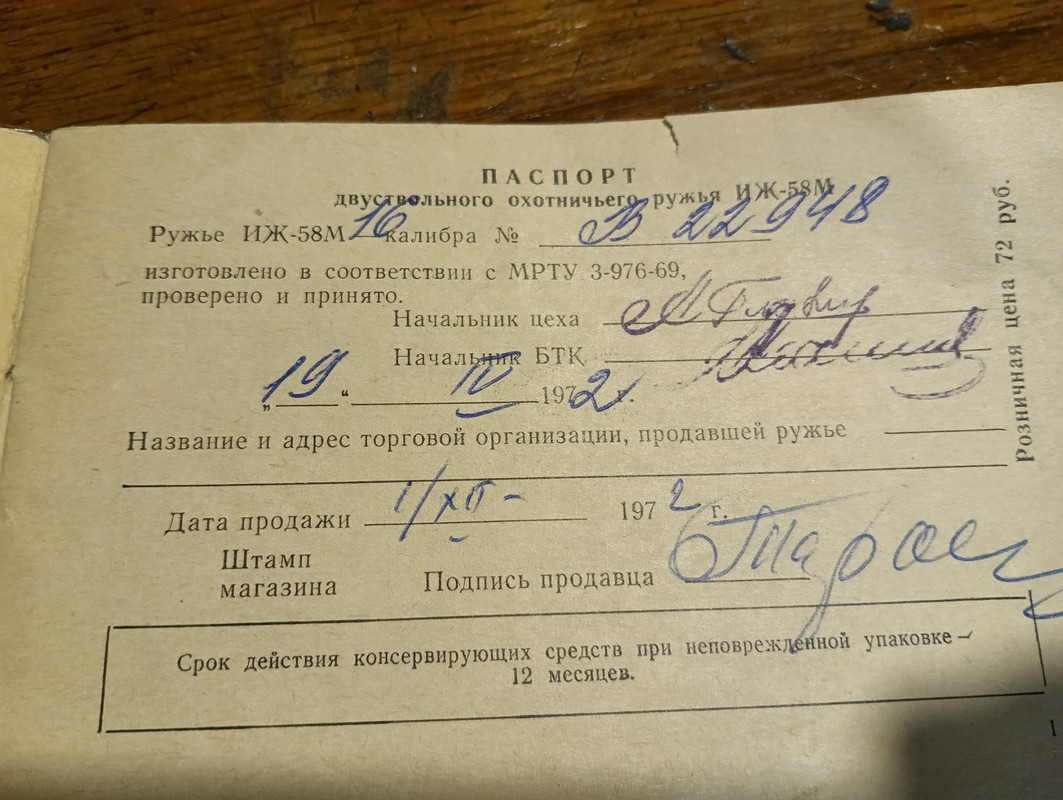 ПАСПОРТ
двуствольного охотничьего ружья ИЖ-58М
Ружье ИЖ-58М 16 калибра № В 22948
изготовлено в соответствии с МРТУ 3-976-69,
проверено и принято.
Начальник цеха
Начальник БТК
„19“ IV 1972 г.
Название и адрес торговой организации, продавшей ружье
Дата продажи 1/XII- 1972 г.
Штамп
магазина
Подпись продавца
Срок действия консервирующих средств при неповрежденной упаковке —
12 месяцев.
Розничная цена 72 руб.